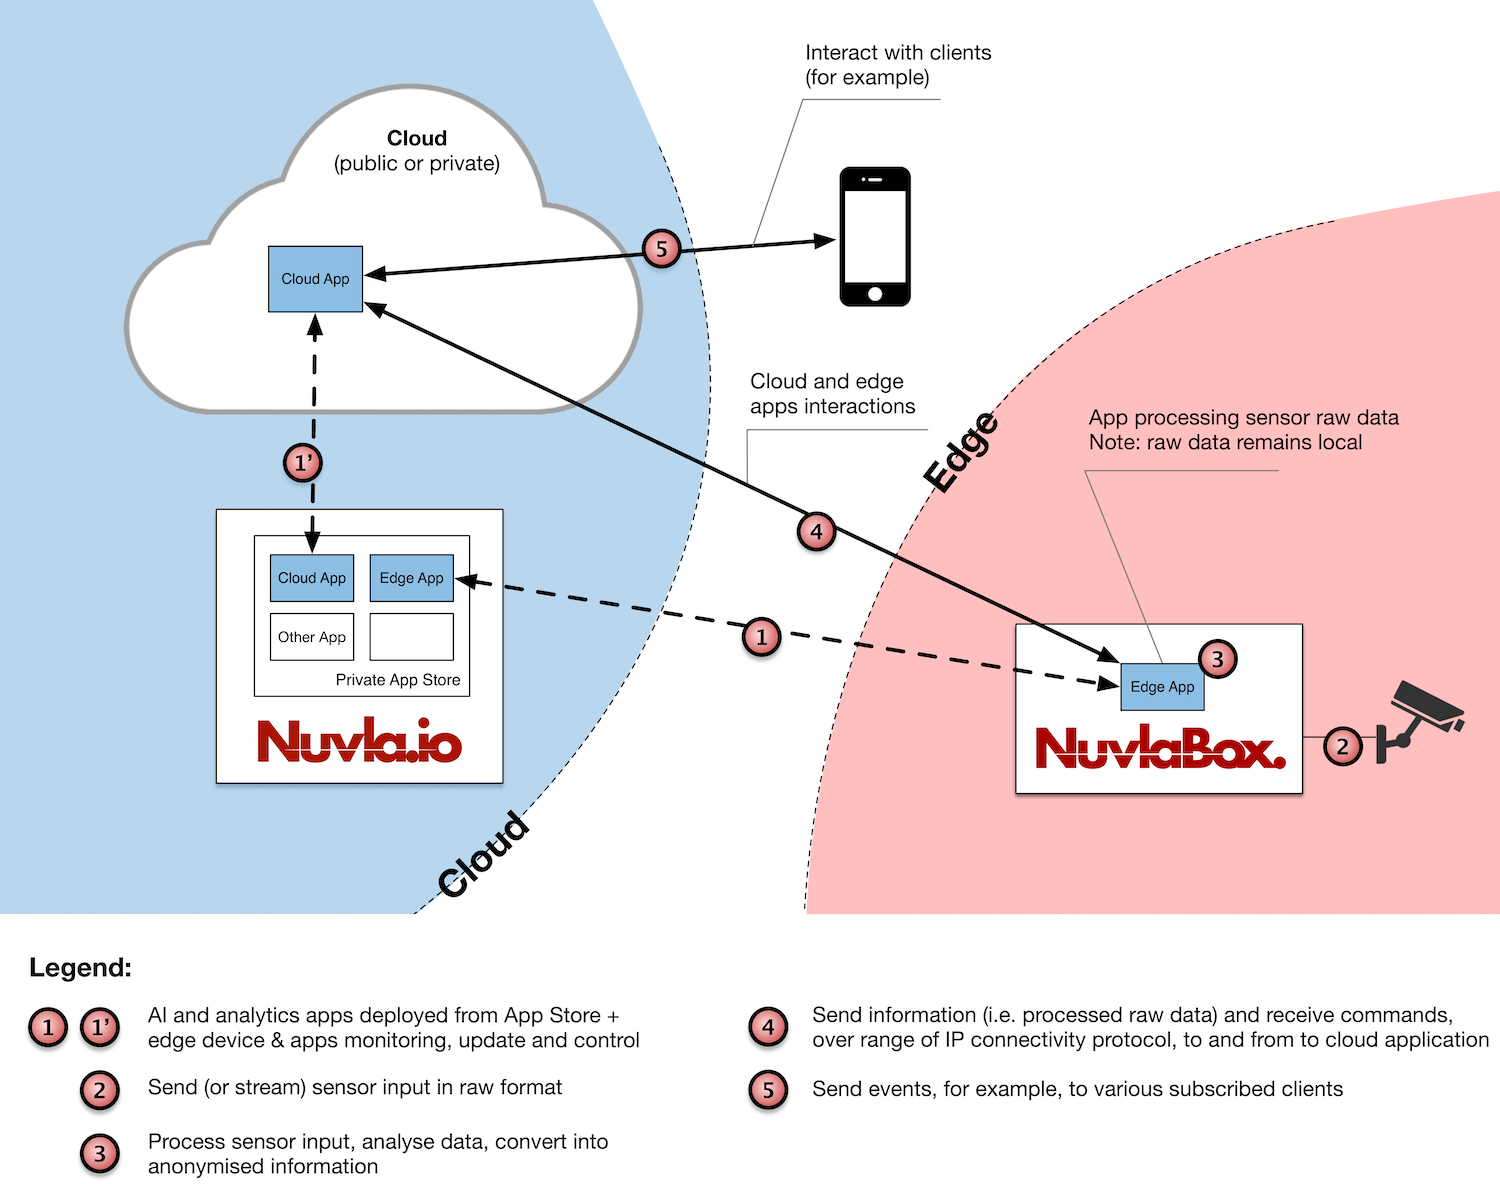 Interact with clients
(for example)
Cloud
(public or private)
Cloud App
5
Cloud and edge
apps interactions
Edge
App processing sensor raw data
Note: raw data remains local
1’
4
Cloud App
Edge App
Other App
Private App Store
Nuvla.io
1
3
Edge App
NuvlaBox.
2
Cloud
Legend:
1 1’ AI and analytics apps deployed from App Store +
edge device & apps monitoring, update and control
2 Send (or stream) sensor input in raw format
3 Process sensor input, analyse data, convert into
anonymised information
4 Send information (i.e. processed raw data) and receive commands,
over range of IP connectivity protocol, to and from to cloud application
5 Send events, for example, to various subscribed clients